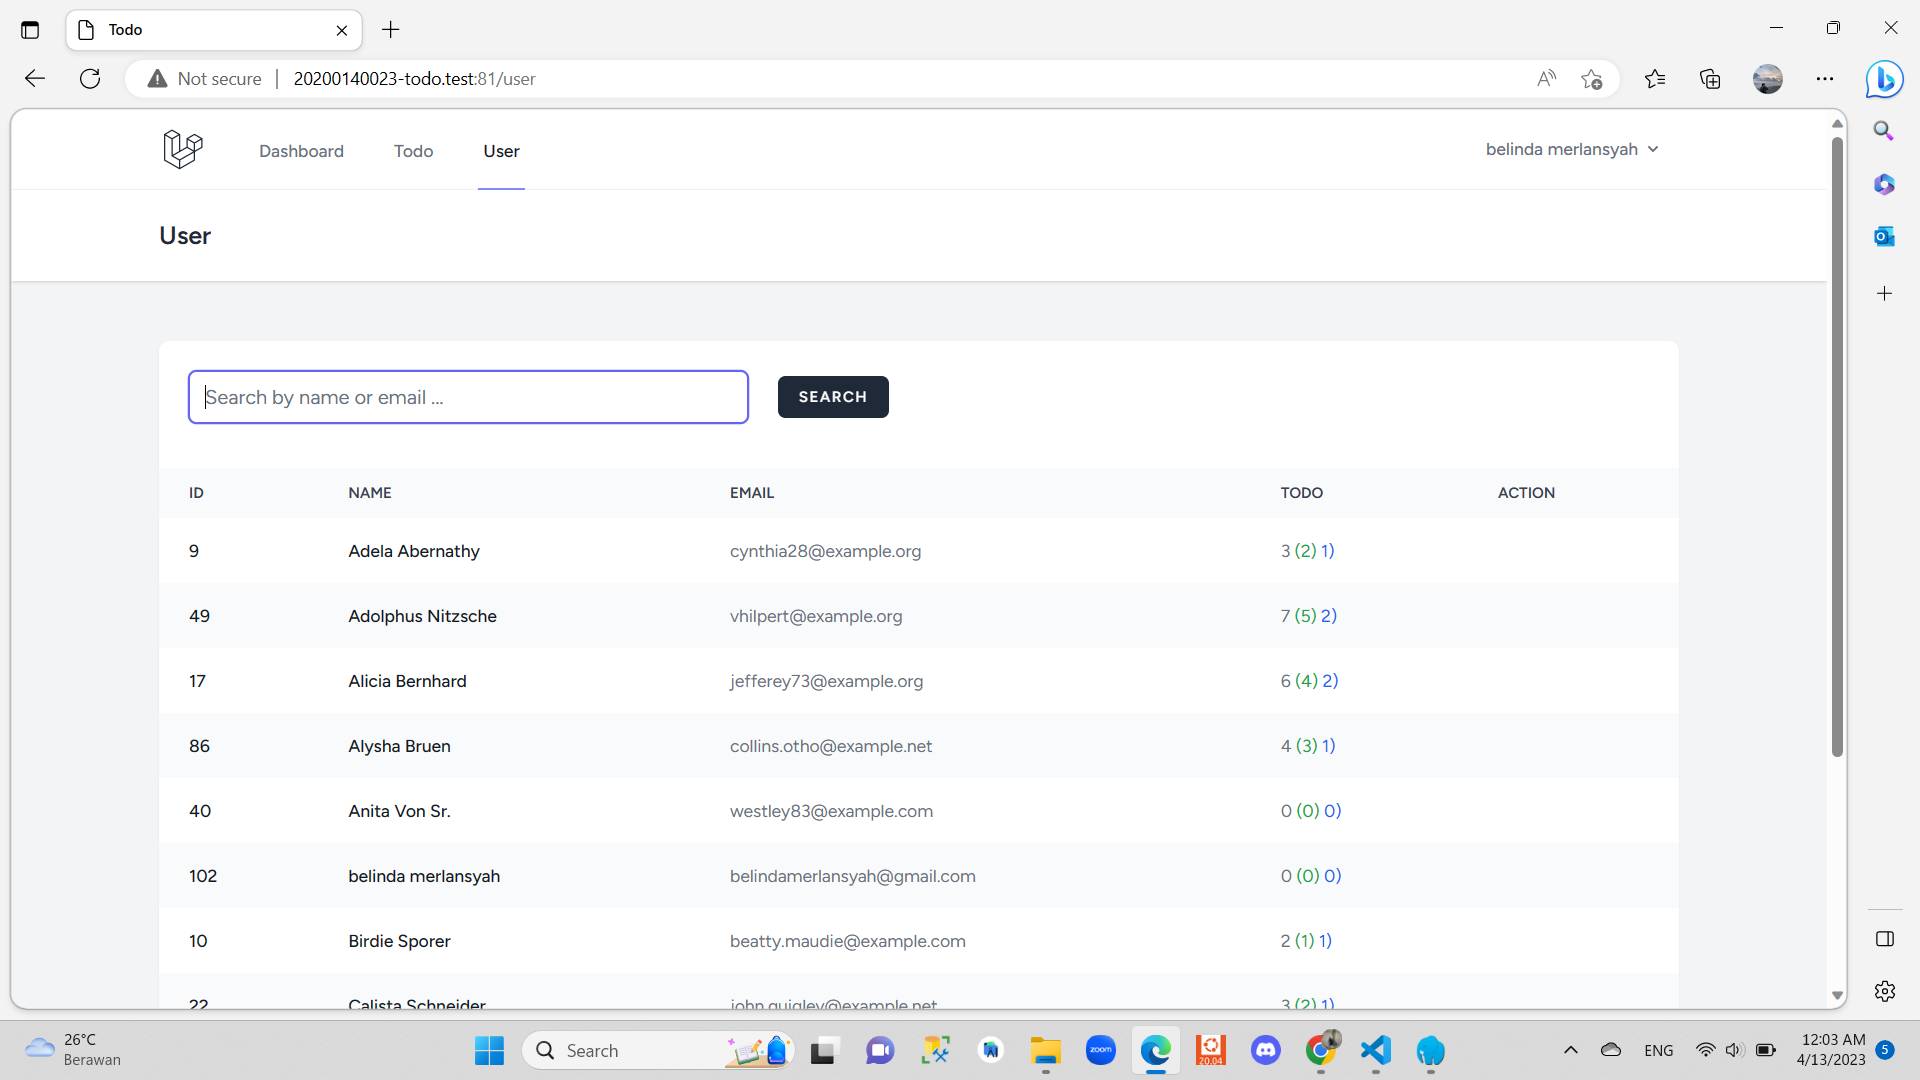 Todo
Not secure
20200140023-todo.test:81/user
Dashboard
Todo
User
belinda merlansyah
User
Search by name or email ...
SEARCH
ID NAME EMAIL TODO ACTION
9 Adela Abernathy cynthia28@example.org 3 (2) 1)
49 Adolphus Nitzsche vhilpert@example.org 7 (5) 2)
17 Alicia Bernhard jefferey73@example.org 6 (4) 2)
86 Alysha Bruen collins.otho@example.net 4 (3) 1)
40 Anita Von Sr. westley83@example.com 0 (0) 0)
102 belinda merlansyah belindamerlansyah@gmail.com 0 (0) 0)
10 Birdie Sporer beatty.maudie@example.com 2 (1) 1)
22 Calista Schneider john.quigley@example.net 3 (2) 1)
26°C
Berawan
Search
zoom
20.04
ENG
12:03 AM
4/13/2023
5